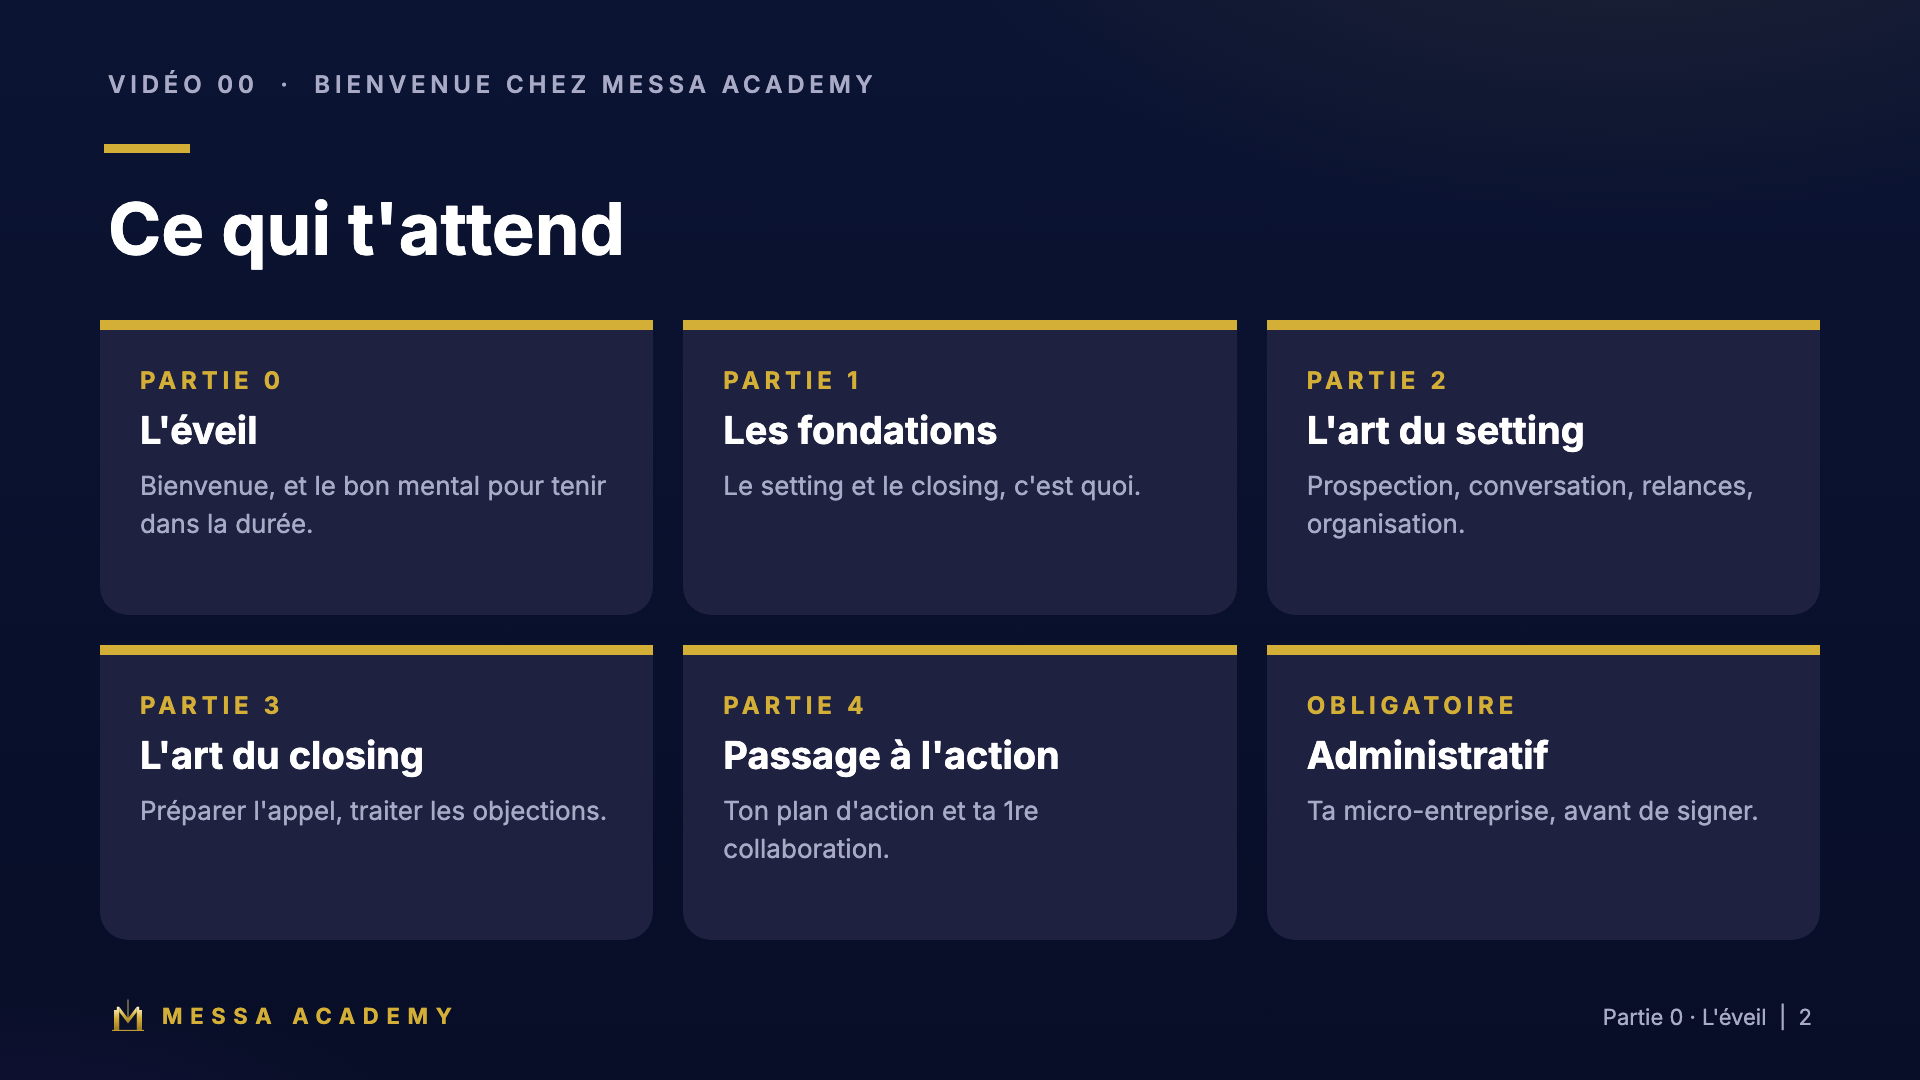 VIDÉO 00 · BIENVENUE CHEZ MESSA ACADEMY
Ce qui t'attend
PARTIE 0
L'éveil
Bienvenue, et le bon mental pour tenir
dans la durée.
PARTIE 1
Les fondations
Le setting et le closing, c'est quoi.
PARTIE 2
L'art du setting
Prospection, conversation, relances,
organisation.
PARTIE 3
L'art du closing
Préparer l'appel, traiter les objections.
PARTIE 4
Passage à l'action
Ton plan d'action et ta 1re
collaboration.
OBLIGATOIRE
Administratif
Ta micro-entreprise, avant de signer.
MESSA ACADEMY
Partie 0 · L'éveil | 2